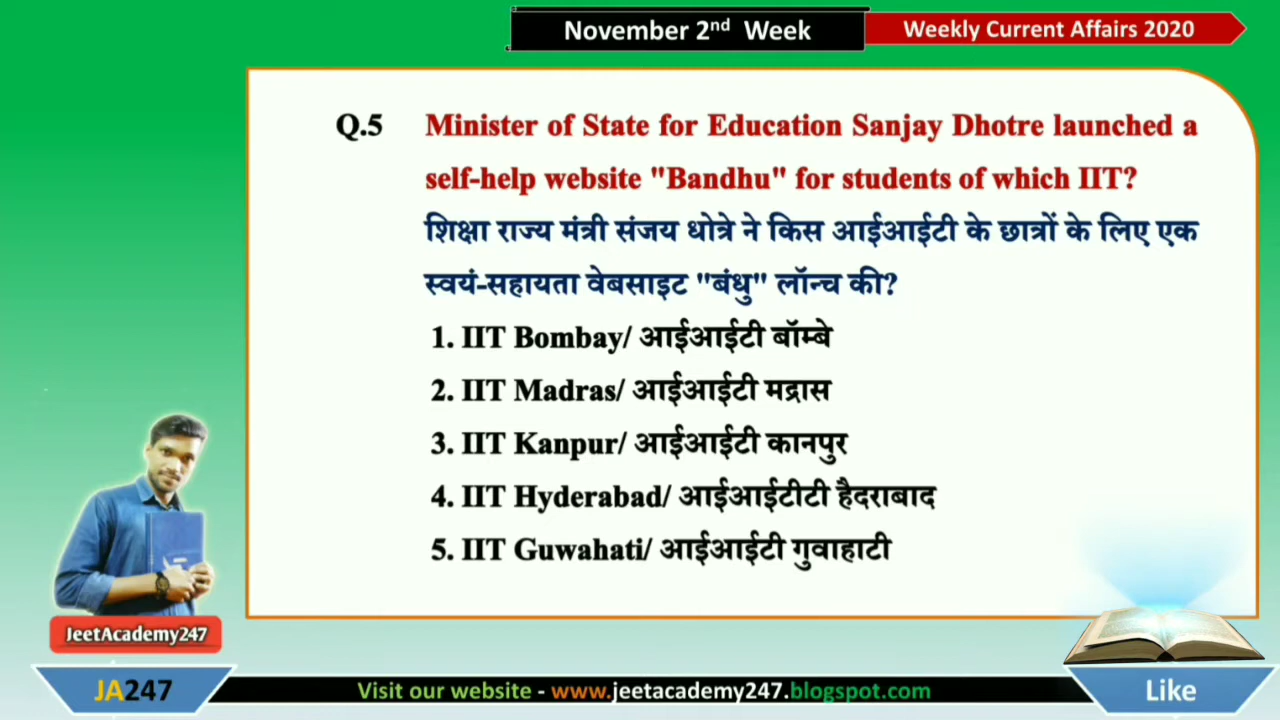 November 2nd Week
Weekly Current Affairs 2020
Q.5 Minister of State for Education Sanjay Dhotre launched a
self-help website "Bandhu" for students of which IIT?
शिक्षा राज्य मंत्री संजय धोत्रे ने किस आईआईटी के छात्रों के लिए एक
स्वयं-सहायता वेबसाइट "बंधु" लॉन्च की?
1. IIT Bombay/ आईआईटी बॉम्बे
2. IIT Madras/ आईआईटी मद्रास
3. IIT Kanpur/ आईआईटी कानपुर
4. IIT Hyderabad/ आईआईटीटी हैदराबाद
5. IIT Guwahati/ आईआईटी गुवाहाटी
JeetAcademy247
JA247
Visit our website - www.jeetacademy247.blogspot.com
Like